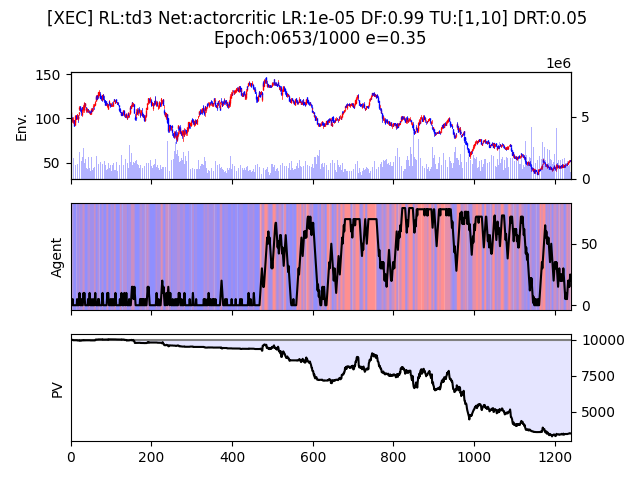 [XEC] RL:td3 Net:actorcritic LR:1e-05 DF:0.99 TU:[1,10] DRT:0.05
Epoch:0653/1000 e=0.35
1e6
150
100
50
Env.
5
0
Agent
50
0
PV
10000
7500
5000
0 200 400 600 800 1000 1200